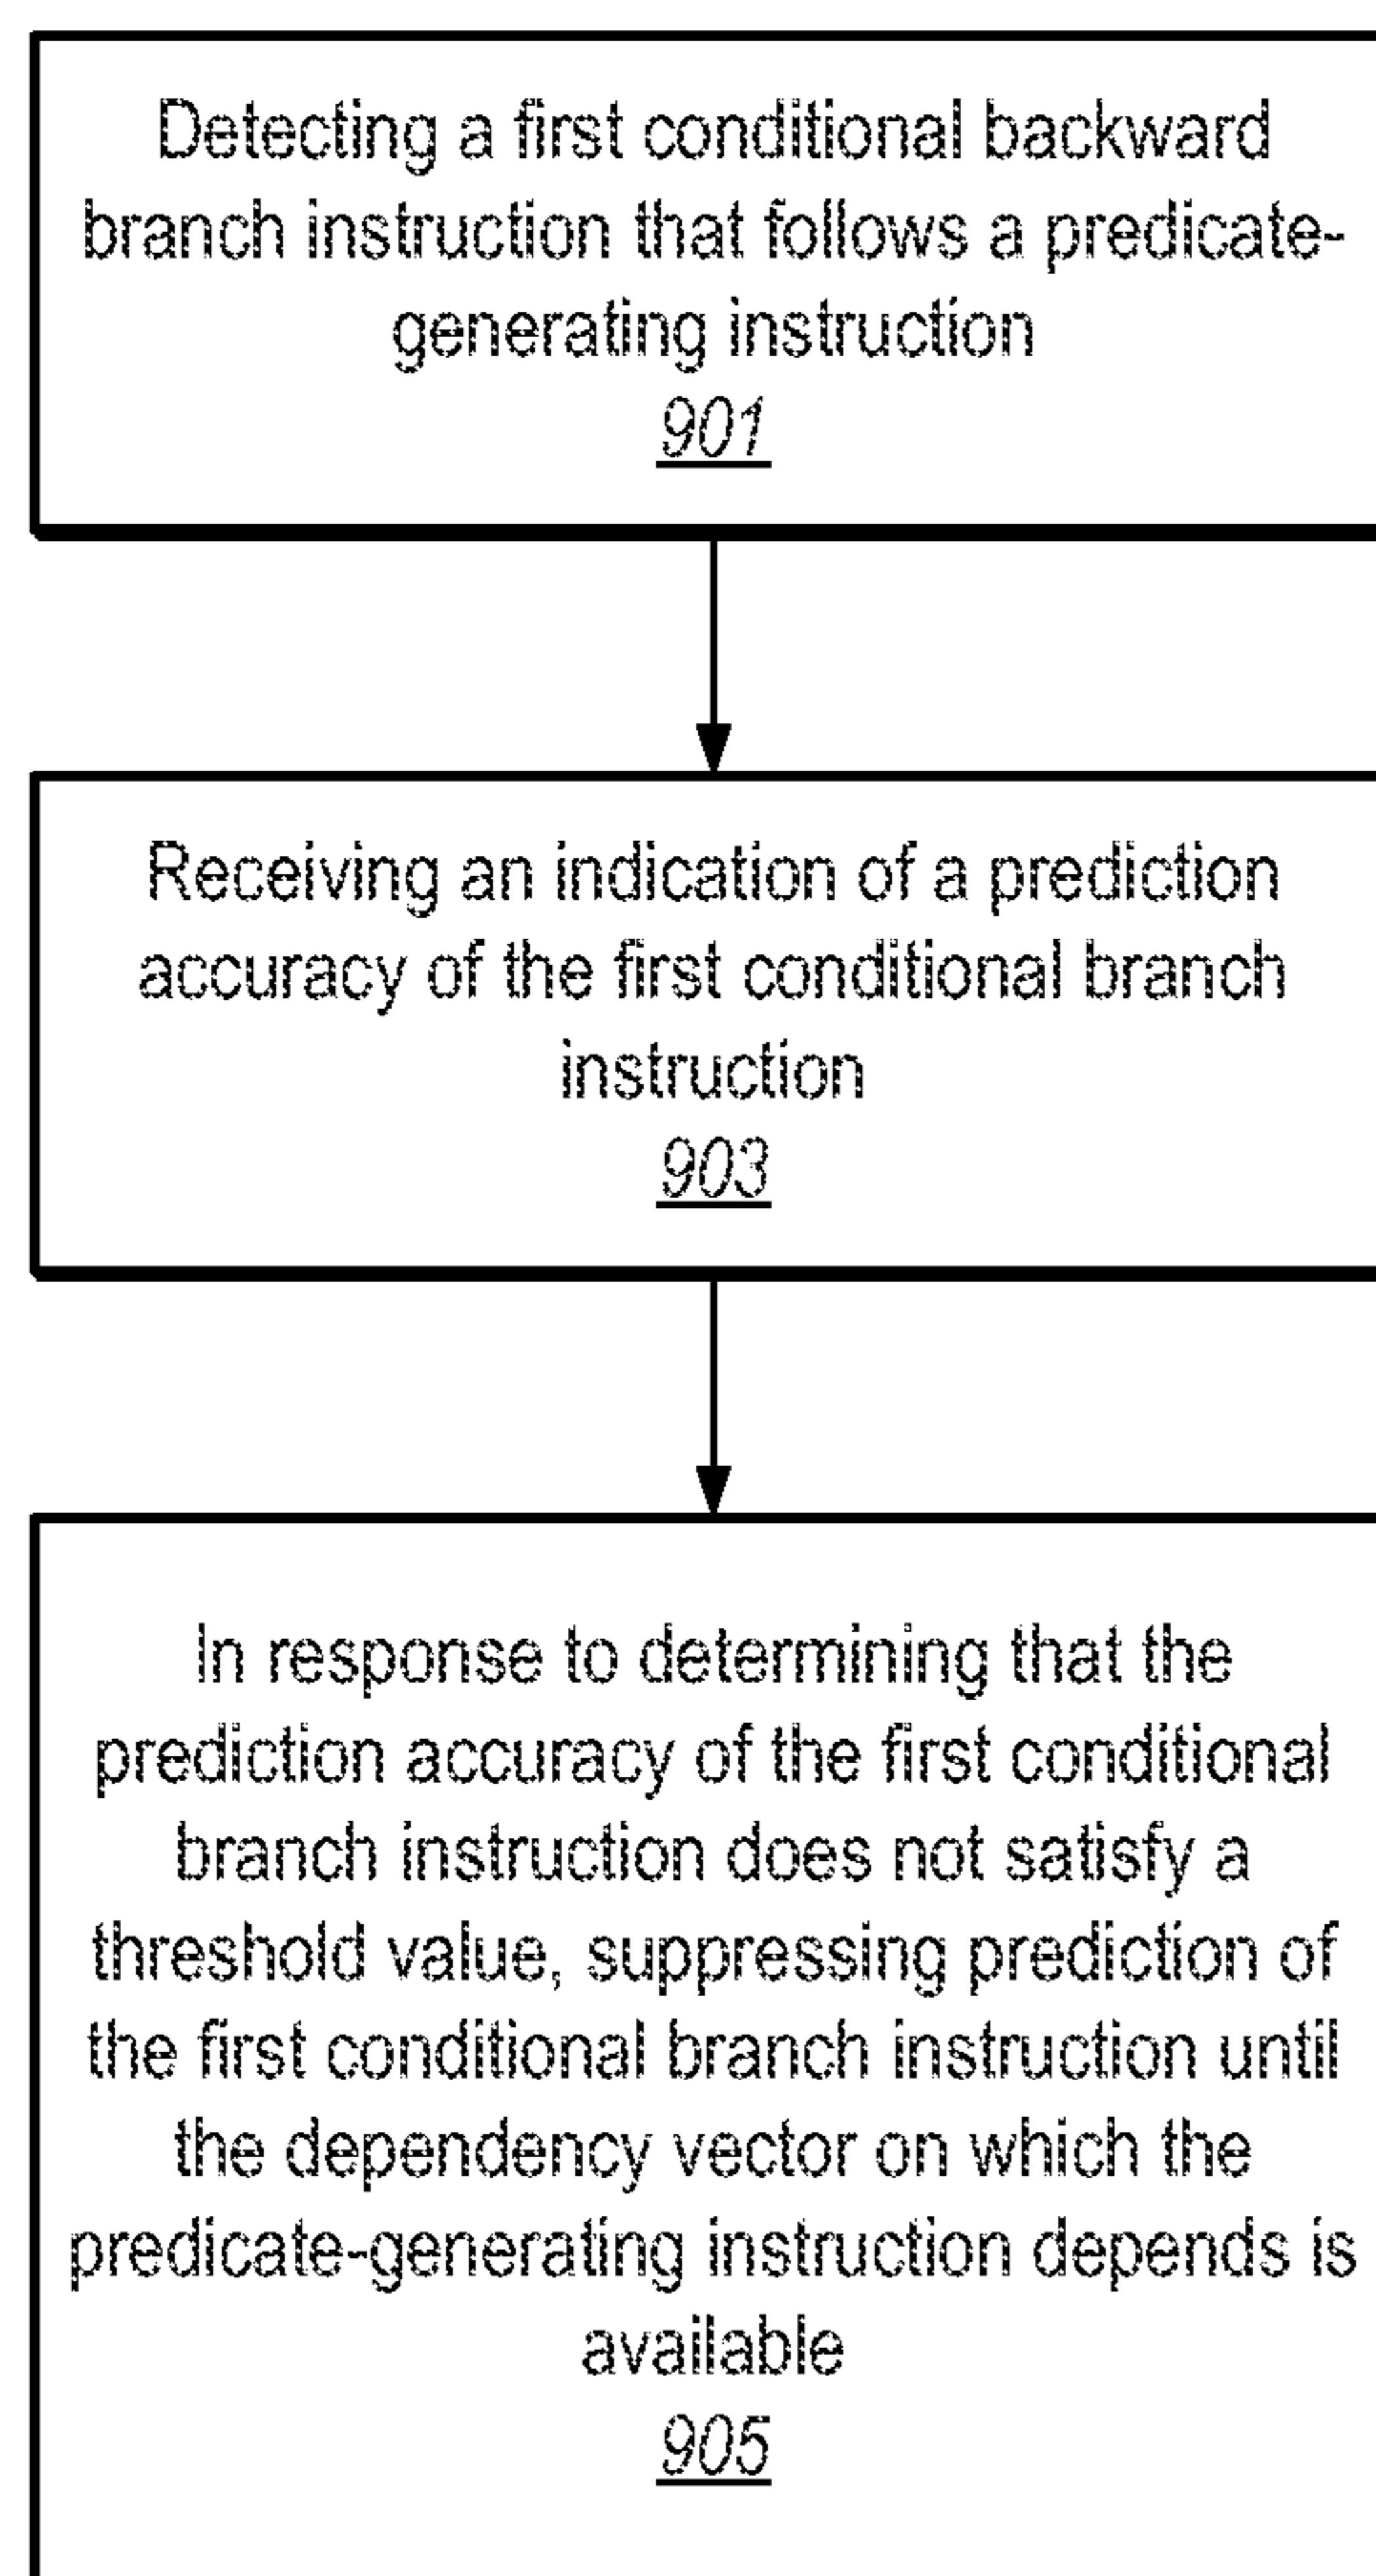 Detecting a first conditional backward
branch instruction that follows a predicate-
generating instruction
901
Receiving an indication of a prediction
accuracy of the first conditional branch
instruction
903
In response to determining that the
prediction accuracy of the first conditional
branch instruction does not satisfy a
threshold value, suppressing prediction of
the first conditional branch instruction until
the dependency vector on which the
predicate-generating instruction depends is
available
905